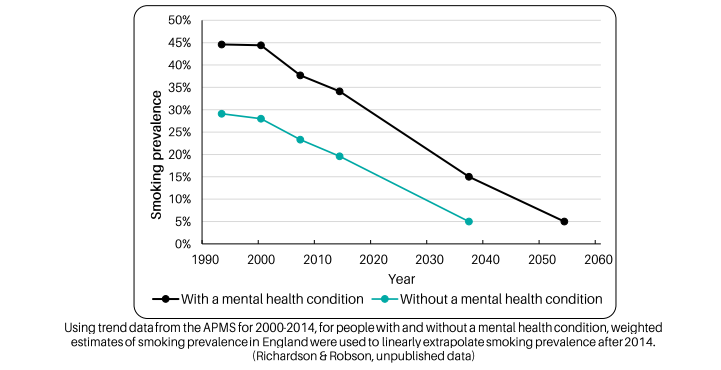 50%
45%
40%
35%
30%
25%
20%
15%
10%
5%
0%
Smoking prevalence
1990 2000 2010 2020 2030 2040 2050 2060
Year
With a mental health condition Without a mental health condition
Using trend data from the APMS for 2000-2014, for people with and without a mental health condition, weighted
estimates of smoking prevalence in England were used to linearly extrapolate smoking prevalence after 2014.
(Richardson & Robson, unpublished data)